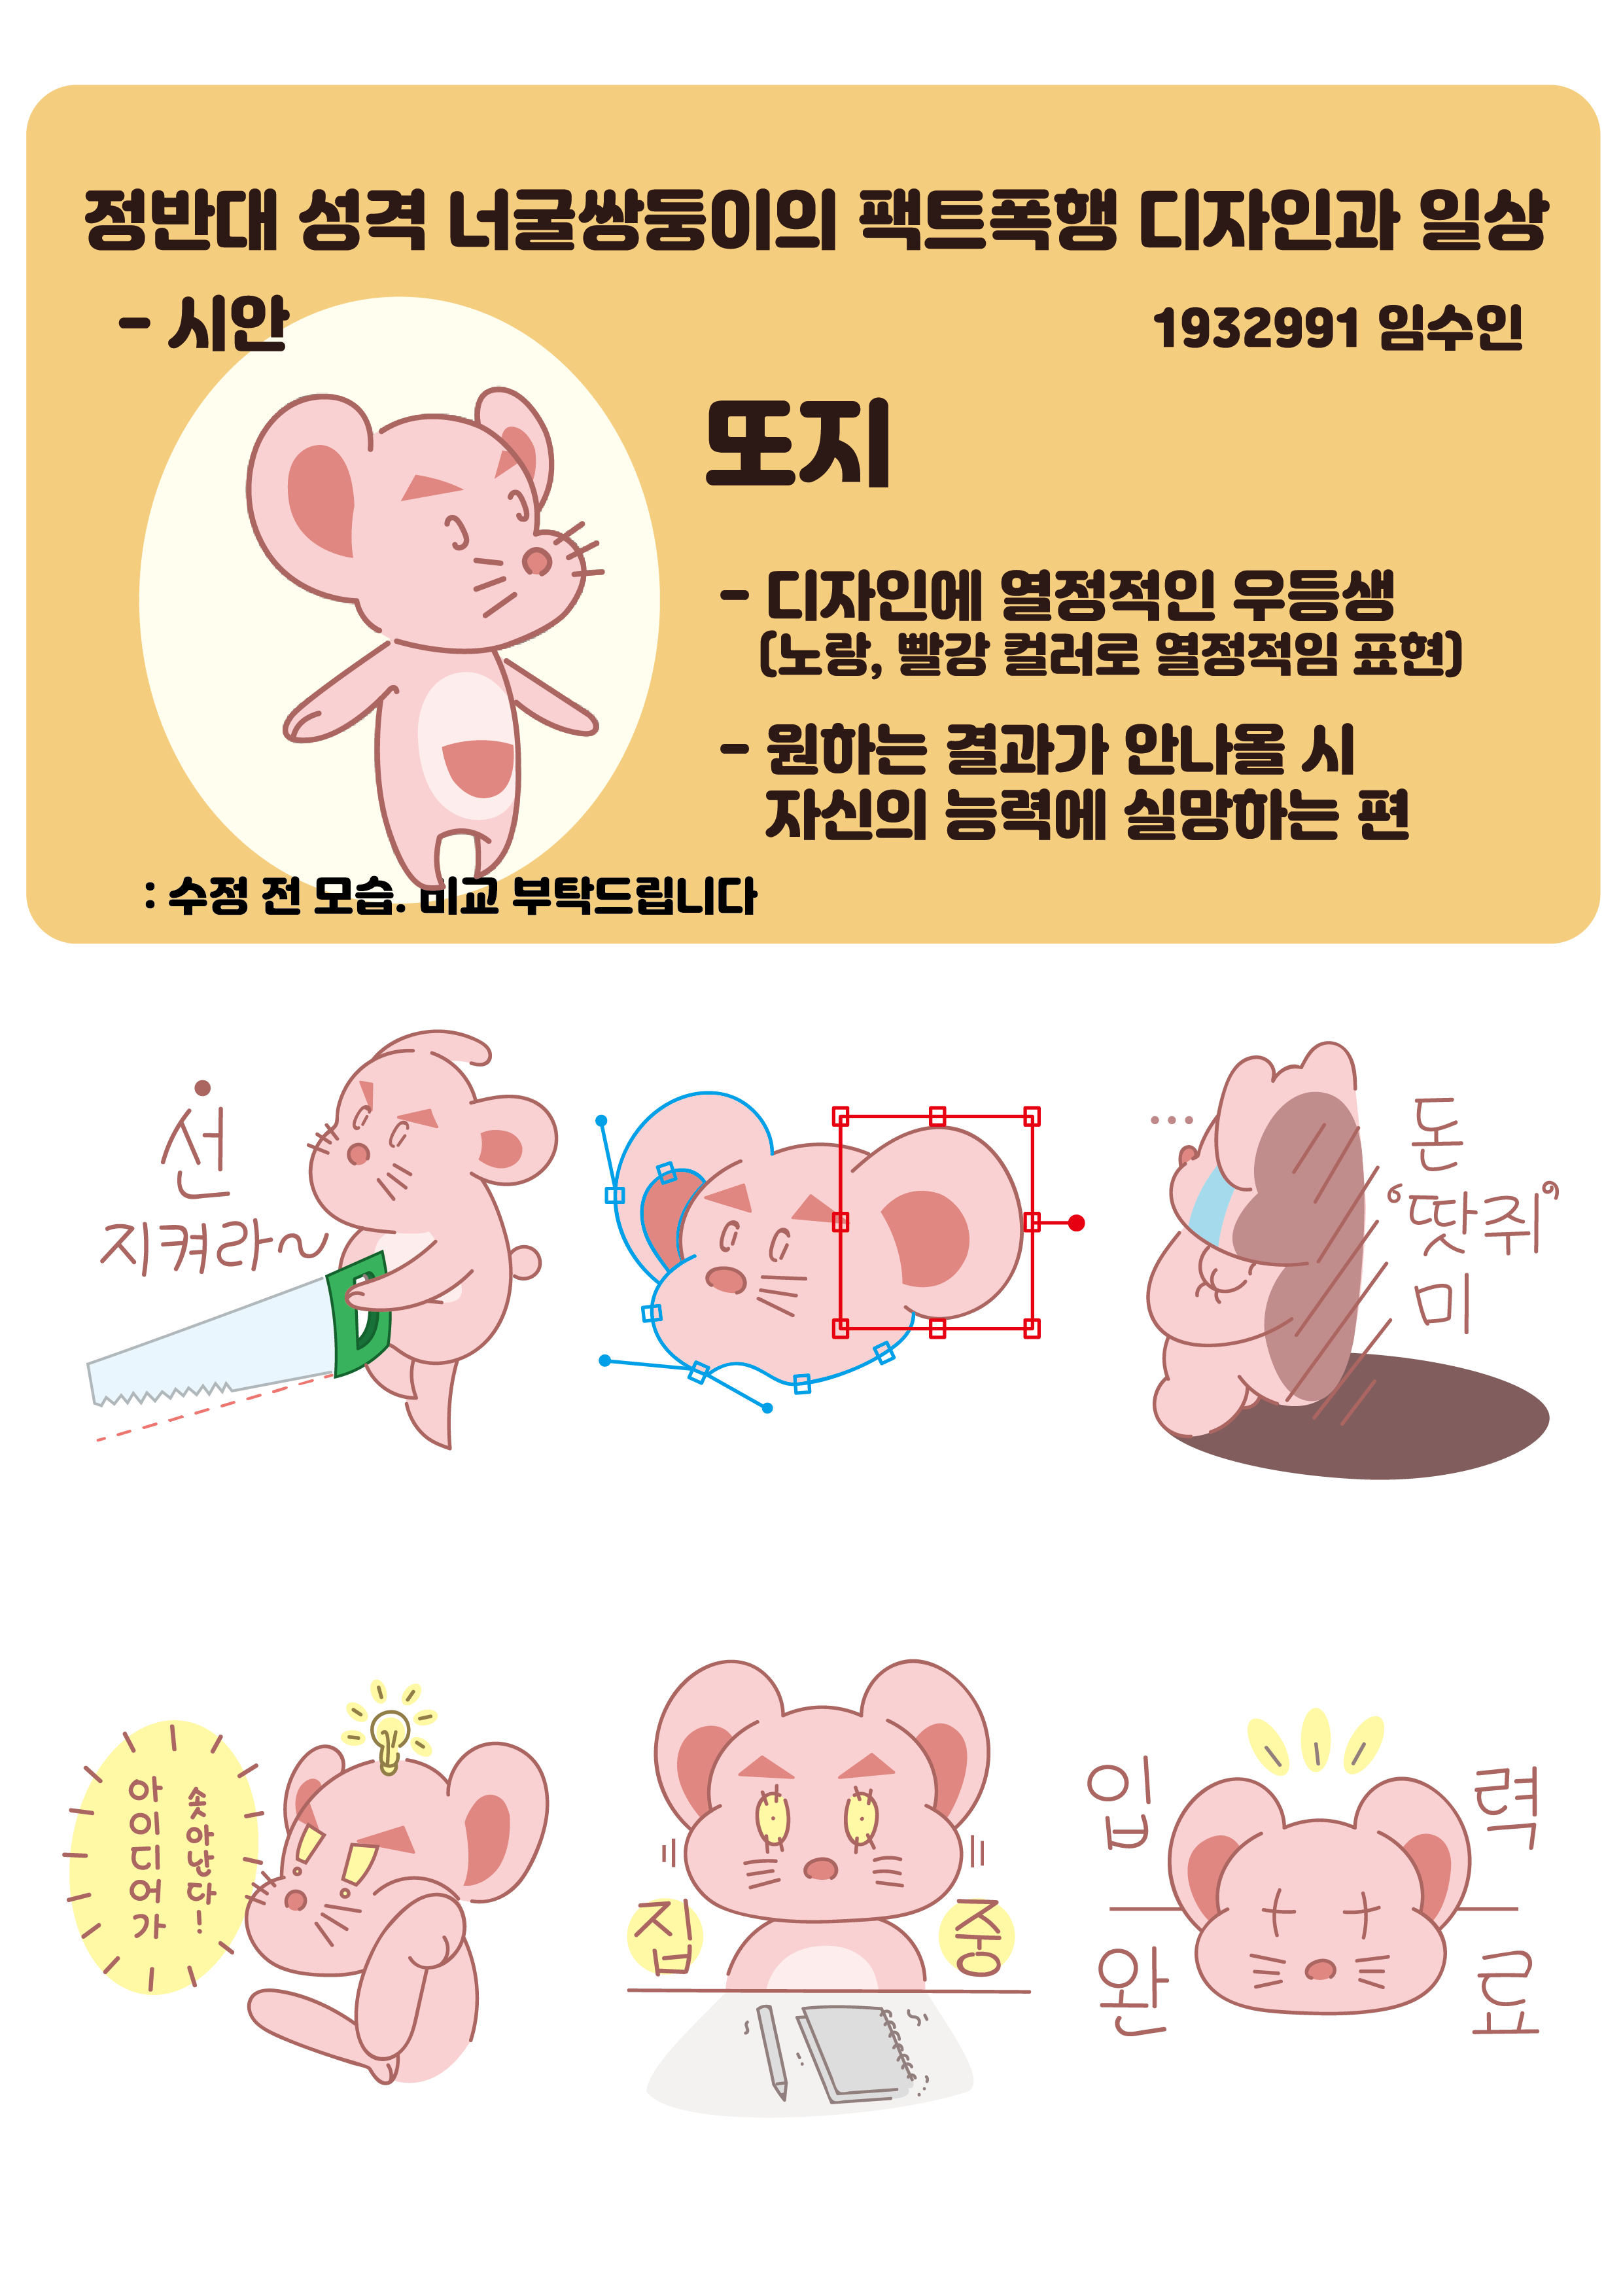 정반대 성격 너굴쌍둥이의 팩트폭행 디자인과 일상
- 시안
1932991 임수인
또지
- 디자인에 열정적인 우등생
(노랑, 빨강 컬러로 열정적임 표현)
- 원하는 결과가 안나올 시
자신의 능력에 실망하는 편
: 수정 전 모습. 비교 부탁드립니다
선
지켜라~
...
돈
“땃쥐”
미
아이디어가
솟아난다!
집중
입력
완료